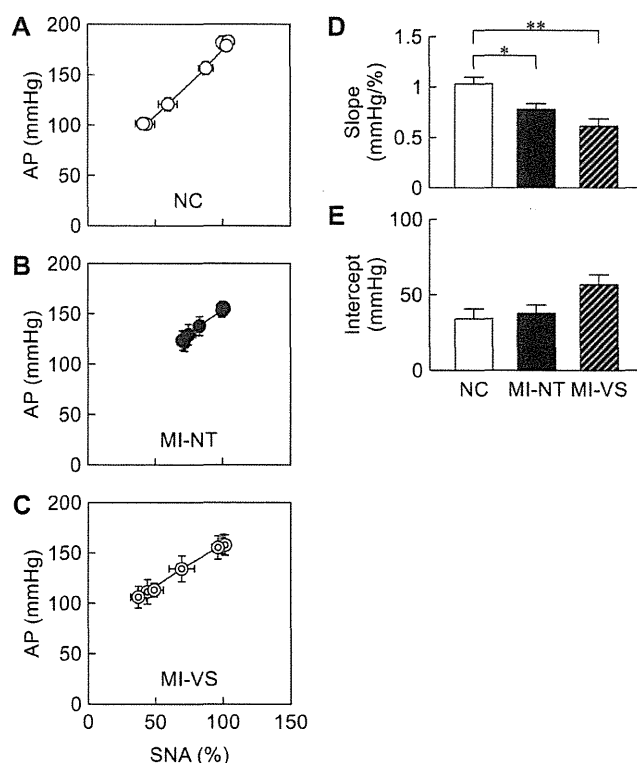 A
AP (mmHg)
200
150
100
50
0
NC
B
AP (mmHg)
200
150
100
50
0
MI-NT
C
AP (mmHg)
200
150
100
50
0
MI-VS
0 50 100 150
SNA (%)
D
Slope
(mmHg/%)
1.5
1
0.5
0
*
**
E
Intercept
(mmHg)
100
50
0
NC MI-NT MI-VS